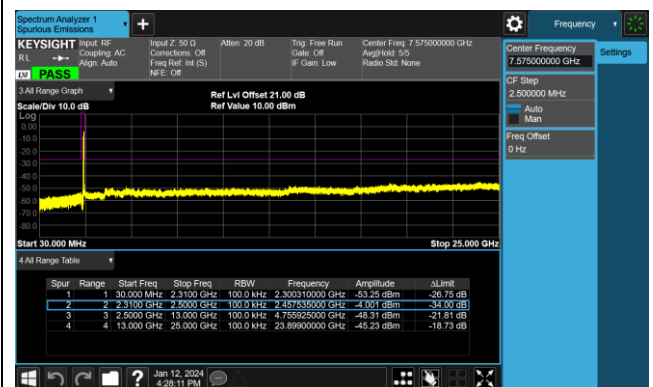 Spectrum Analyzer 1
Spurious Emissions
Frequency
KEYSIGHT Input: RF Input Z: 50 Ω Atten: 20 dB Trig: Free Run Center Freq: 7.575000000 GHz
RL Coupling: AC Corrections: Off Gate: Off Avg|Hold: 5/5
Align: Auto Freq Ref: Int (S) IF Gain: Low Radio Std: None
LXI PASS NFE: Off
Center Frequency
7.575000000 GHz
Settings
CF Step
2.500000 MHz
Auto
Man
Freq Offset
0 Hz
3 All Range Graph
Ref Lvl Offset 21.00 dB
Scale/Div 10.0 dB Ref Value 10.00 dBm
Log
0.00
-10.0
-20.0
-30.0
-40.0
-50.0
-60.0
-70.0
-80.0
Start 30.000 MHz Stop 25.000 GHz
4 All Range Table
Spur Range Start Freq Stop Freq RBW Frequency Amplitude ΔLimit
1 1 30.000 MHz 2.3100 GHz 100.0 kHz 2.300310000 GHz -53.25 dBm -26.75 dB
2 2 2.3100 GHz 2.5000 GHz 100.0 kHz 2.457535000 GHz -4.001 dBm -34.00 dB
3 3 2.5000 GHz 13.000 GHz 100.0 kHz 4.755925000 GHz -48.31 dBm -21.81 dB
4 4 13.000 GHz 25.000 GHz 100.0 kHz 23.89900000 GHz -45.23 dBm -18.73 dB
Jan 12, 2024
4:28:11 PM